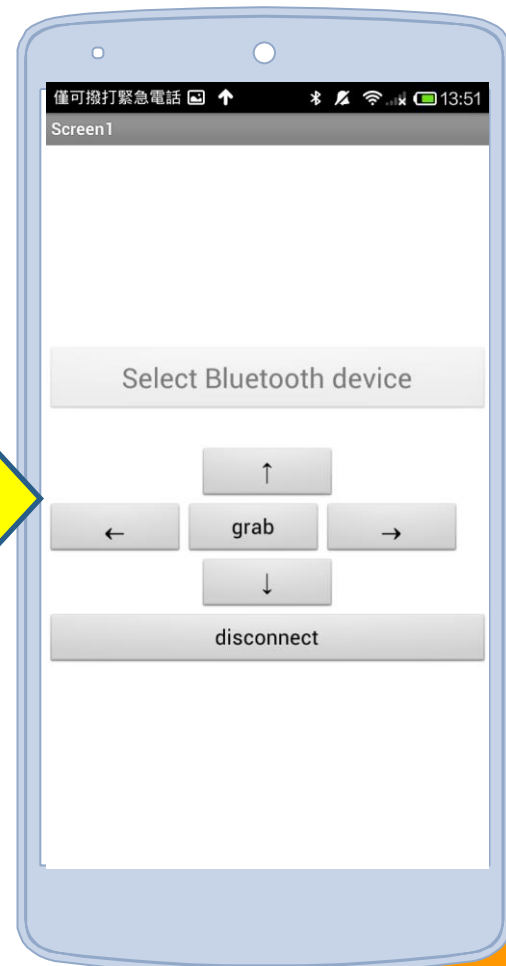 僅可撥打緊急電話 13:51
Screen1
Select Bluetooth device
↑
← grab →
↓
disconnect